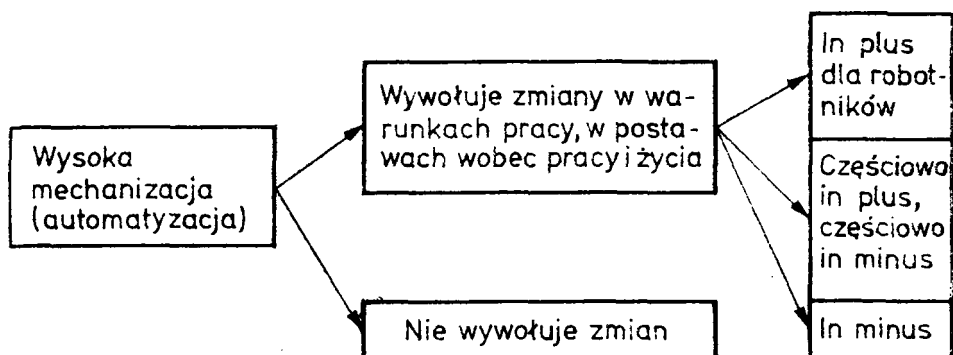 Wysoka
mechanizacja
(automatyzacja)
Wywołuje zmiany w wa-
runkach pracy, w posta-
wach wobec pracy i życia
Nie wywołuje zmian
In plus
dla robot-
ników
Częściowo
in plus,
częściowo
in minus
In minus